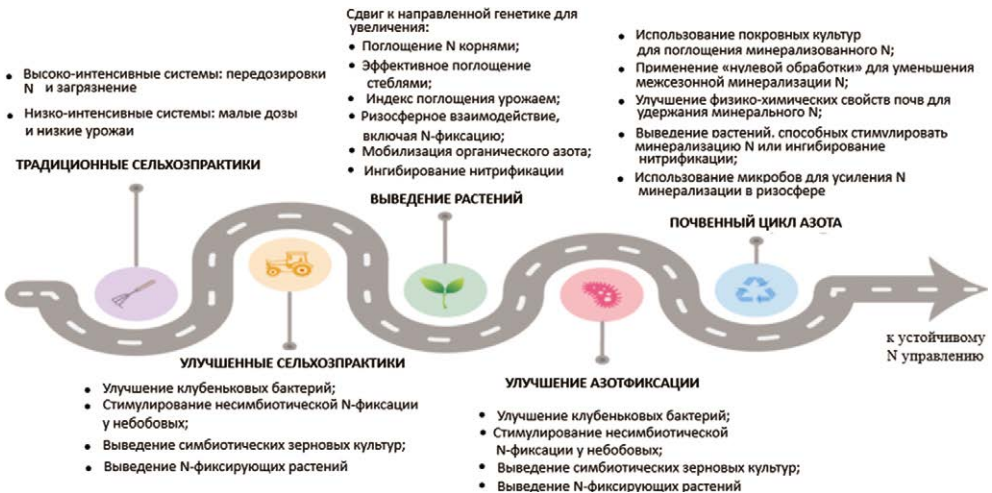 Высоко-интенсивные системы: передозировки
N и загрязнение
Низко-интенсивные системы: малые дозы
и низкие урожаи
ТРАДИЦИОННЫЕ СЕЛЬХОЗПРАКТИКИ
Сдвиг к направленной генетике для
увеличения:
Поглощение N корнями;
Эффективное поглощение
стеблями;
Индекс поглощения урожаем;
Ризосферное взаимодействие,
включая N-фиксацию;
Мобилизация органического азота;
Ингибирование нитрификации
ВЫВЕДЕНИЕ РАСТЕНИЙ
Использование покровных культур
для поглощения минерализованного N;
Применение «нулевой обработки» для уменьшения
межсезонной минерализации N;
Улучшение физико-химических свойств почв для
удержания минерального N;
Выведение растений. способных стимулировать
минерализацию N или ингибирование
нитрификации;
Использование микробов для усиления N
минерализации в ризосфере
ПОЧВЕННЫЙ ЦИКЛ АЗОТА
к устойчивому
N управлению
УЛУЧШЕННЫЕ СЕЛЬХОЗПРАКТИКИ
Улучшение клубеньковых бактерий;
Стимулирование несимбиотической N-фиксации
у небобовых;
Выведение симбиотических зерновых культур;
Выведение N-фиксирующих растений
УЛУЧШЕНИЕ АЗОТФИКСАЦИИ
Улучшение клубеньковых бактерий;
Стимулирование несимбиотической
N-фиксации у небобовых;
Выведение симбиотических зерновых культур;
Выведение N-фиксирующих растений